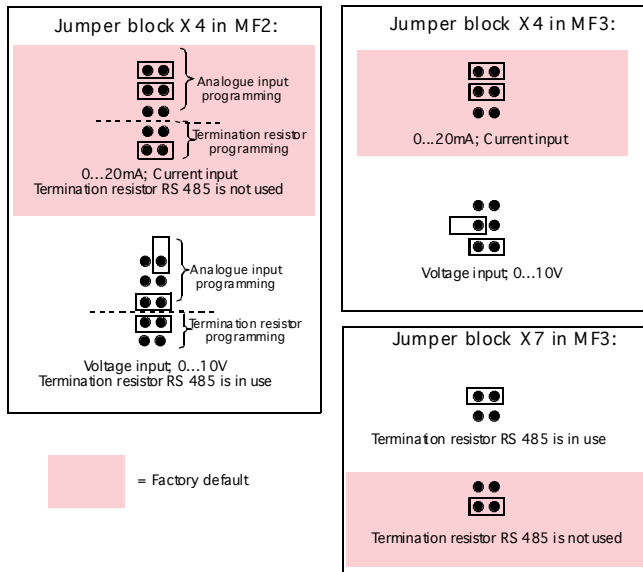 Jumper block X4 in MF2:
Analogue input
programming
Termination resistor
programming
0...20mA; Current input
Termination resistor RS 485 is not used
Analogue input
programming
Termination resistor
programming
Voltage input; 0...10V
Termination resistor RS 485 is in use
= Factory default
Jumper block X4 in MF3:
0...20mA; Current input
Voltage input; 0...10V
Jumper block X7 in MF3:
Termination resistor RS 485 is in use
Termination resistor RS 485 is not used